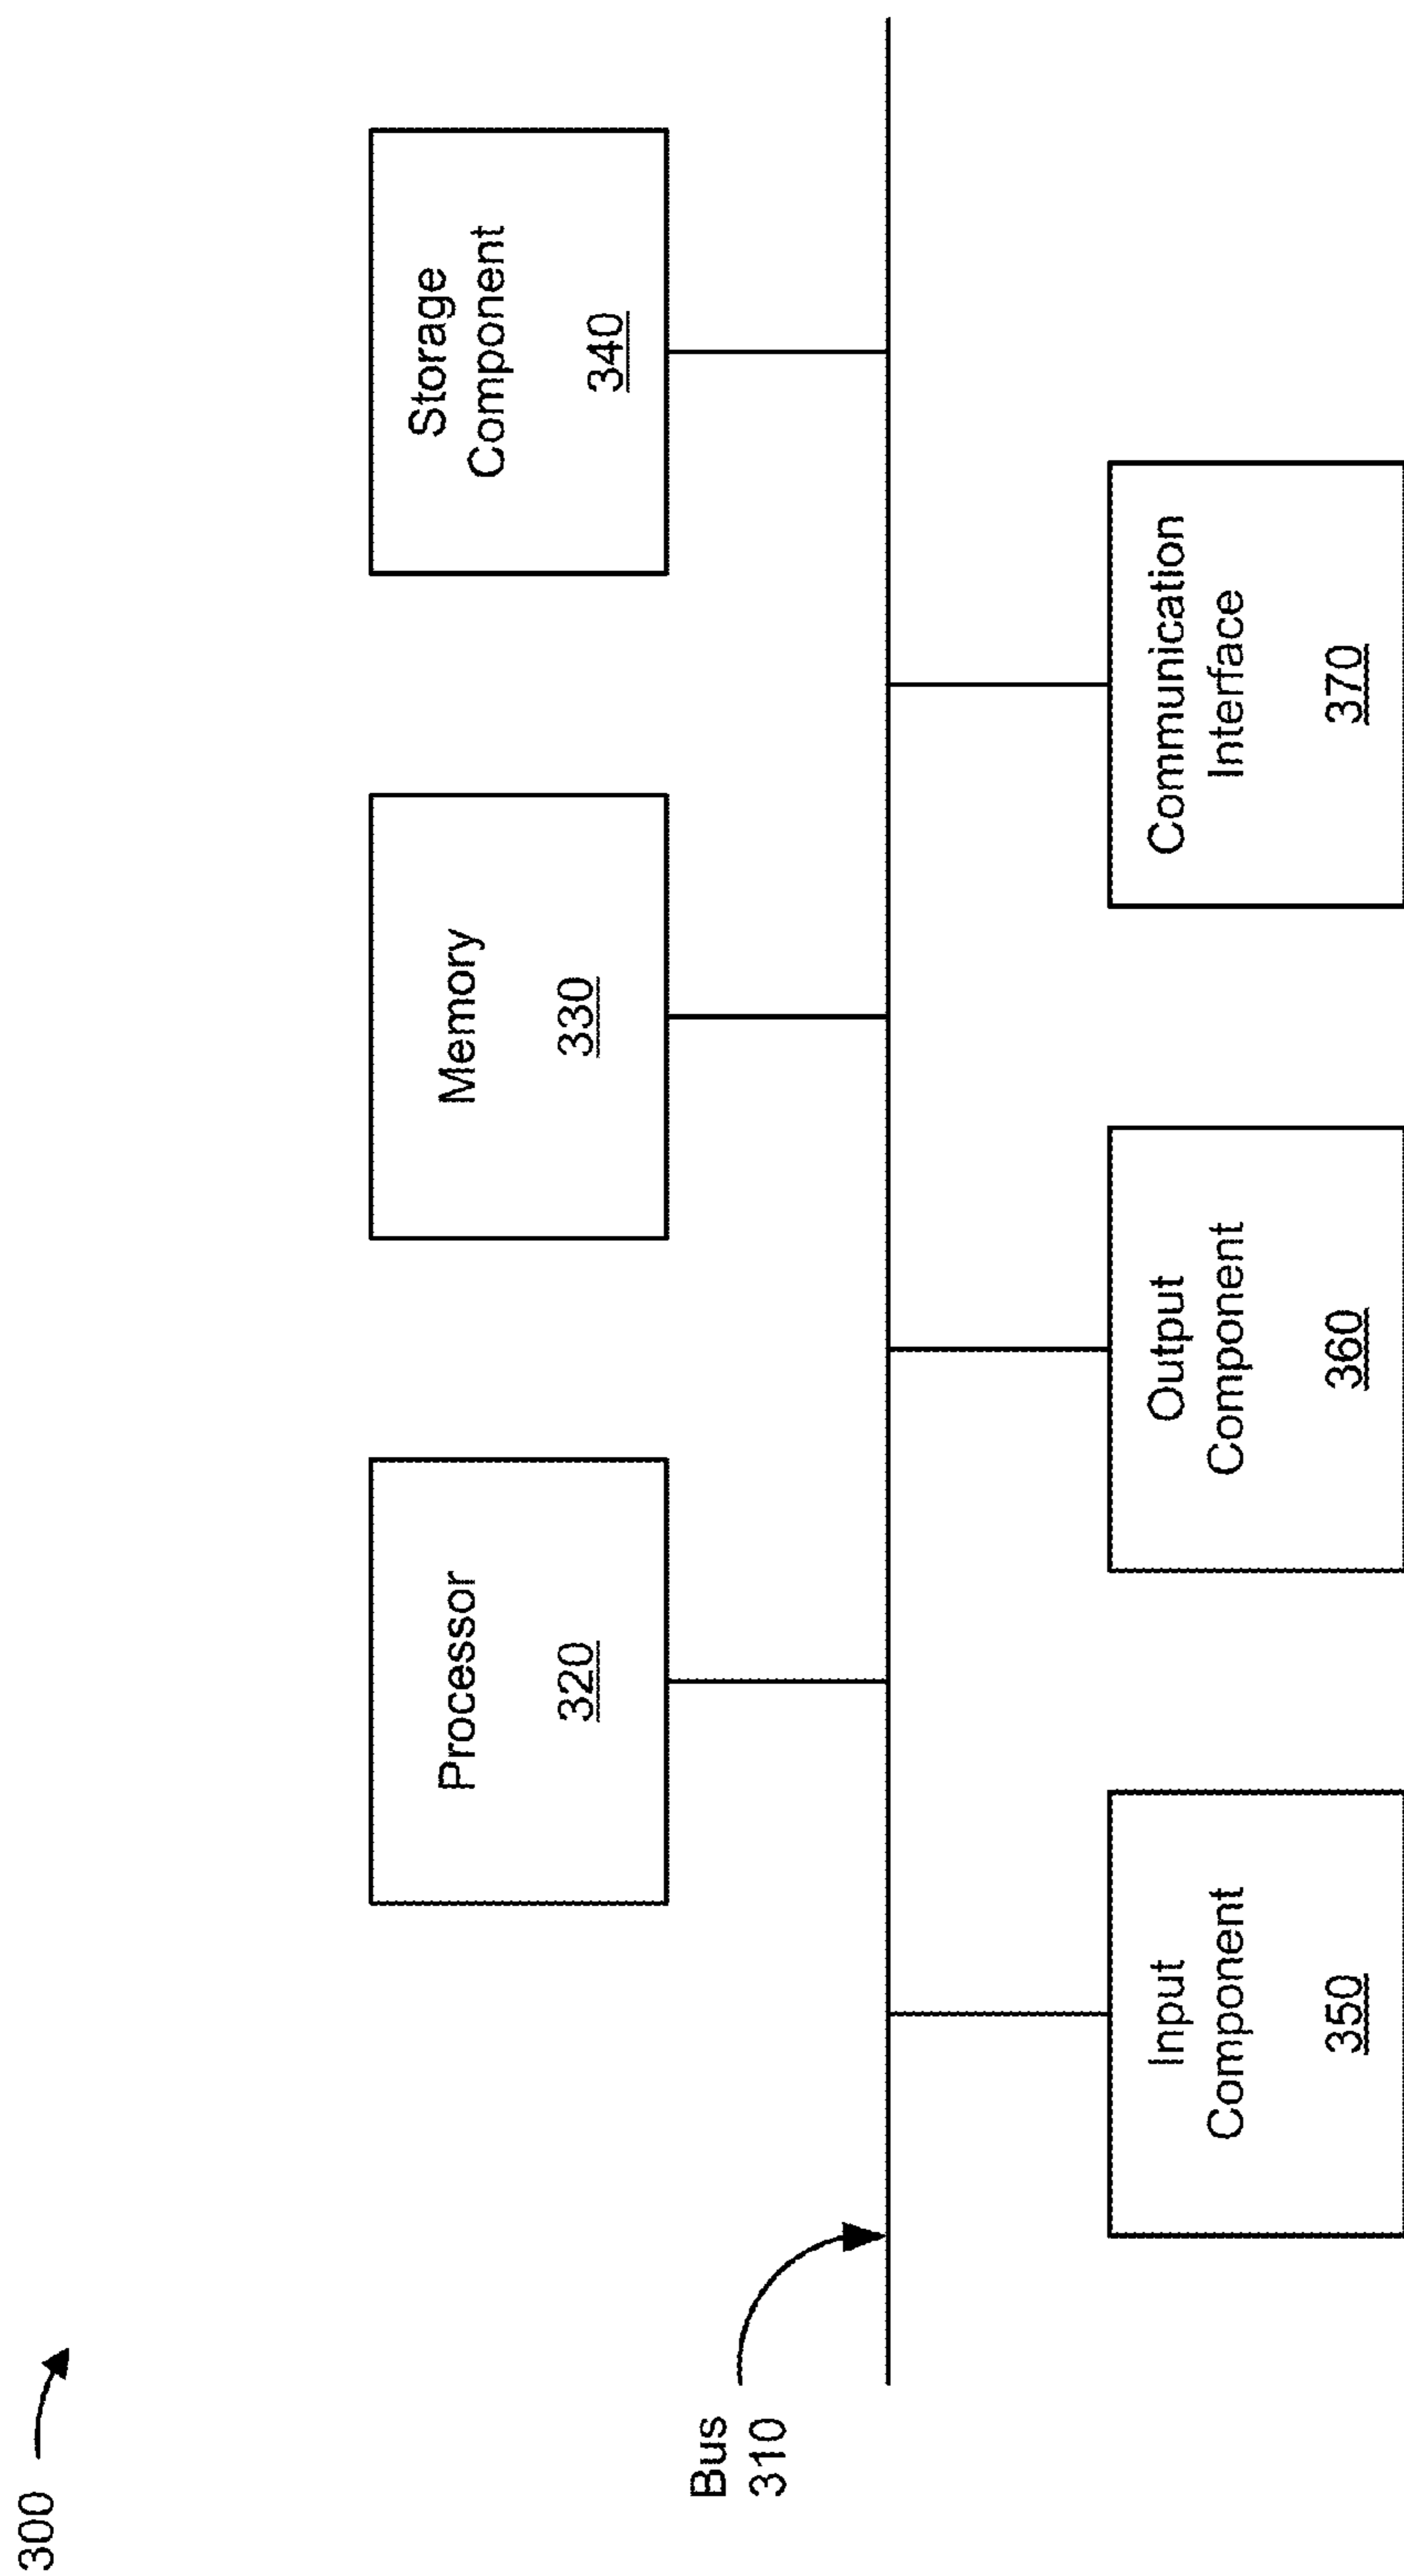 300
Processor
320
Memory
330
Storage
Component
340
Bus
310
Input
Component
350
Output
Component
360
Communication
Interface
370